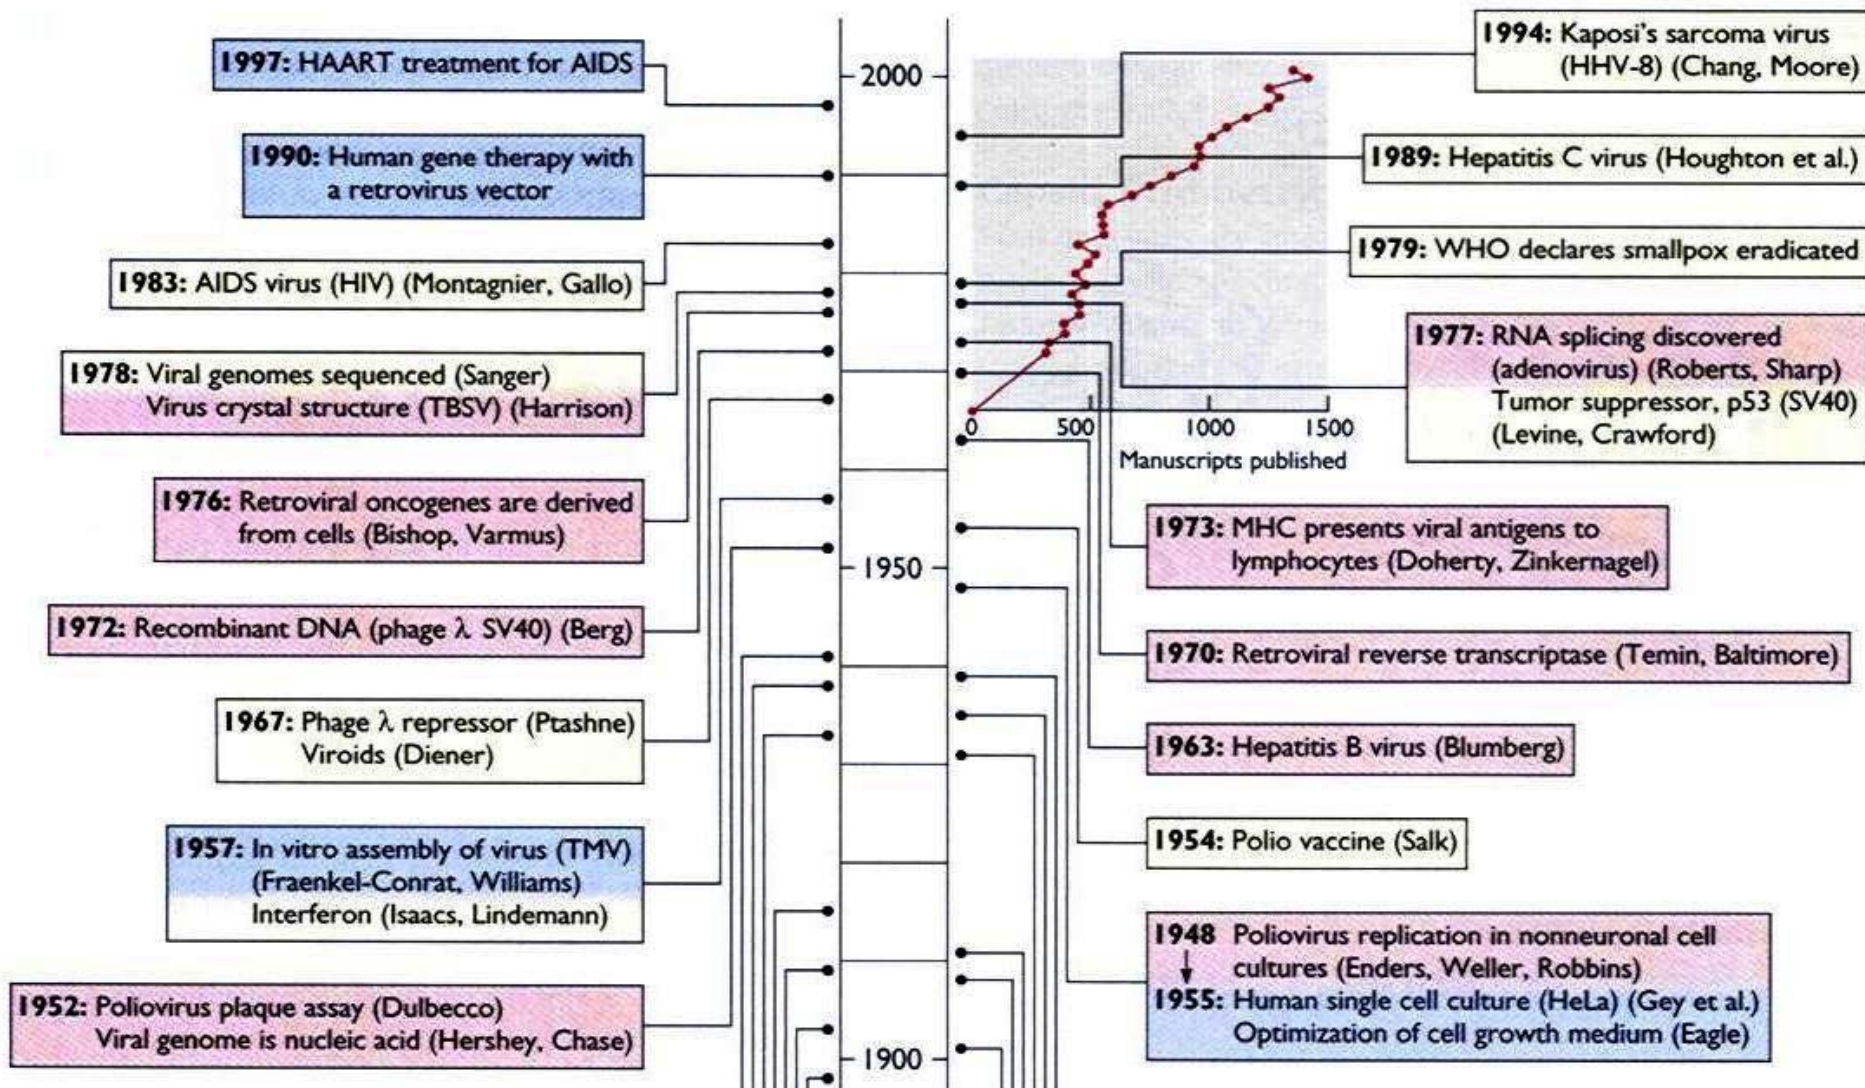 1997: HAART treatment for AIDS
1990: Human gene therapy with
a retrovirus vector
1983: AIDS virus (HIV) (Montagnier, Gallo)
1978: Viral genomes sequenced (Sanger)
Virus crystal structure (TBSV) (Harrison)
1976: Retroviral oncogenes are derived
from cells (Bishop, Varmus)
1972: Recombinant DNA (phage λ SV40) (Berg)
1967: Phage λ repressor (Ptashne)
Viroids (Diener)
1957: In vitro assembly of virus (TMV)
(Fraenkel-Conrat, Williams)
Interferon (Isaacs, Lindemann)
1952: Poliovirus plaque assay (Dulbecco)
Viral genome is nucleic acid (Hershey, Chase)
2000
1950
1900
0 500 1000 1500
Manuscripts published
1994: Kaposi's sarcoma virus
(HHV-8) (Chang, Moore)
1989: Hepatitis C virus (Houghton et al.)
1979: WHO declares smallpox eradicated
1977: RNA splicing discovered
(adenovirus) (Roberts, Sharp)
Tumor suppressor, p53 (SV40)
(Levine, Crawford)
1973: MHC presents viral antigens to
lymphocytes (Doherty, Zinkernagel)
1970: Retroviral reverse transcriptase (Temin, Baltimore)
1963: Hepatitis B virus (Blumberg)
1954: Polio vaccine (Salk)
1948 Poliovirus replication in nonneuronal cell
cultures (Enders, Weller, Robbins)
1955: Human single cell culture (HeLa) (Gey et al.)
Optimization of cell growth medium (Eagle)